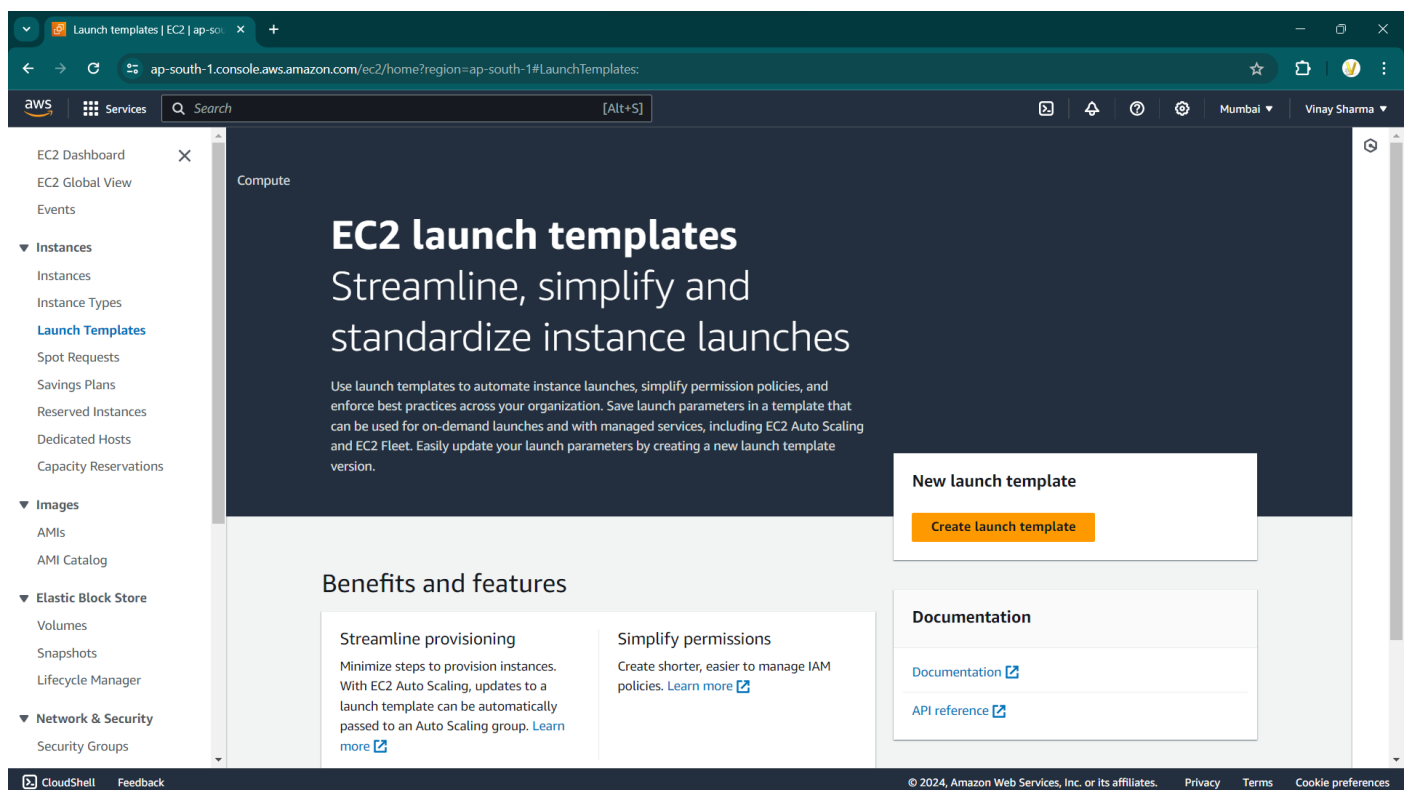 Launch templates | EC2 | ap-sou
ap-south-1.console.aws.amazon.com/ec2/home?region=ap-south-1#LaunchTemplates:
aws Services Search [Alt+S] Mumbai ▼ Vinay Sharma ▼
EC2 Dashboard
EC2 Global View
Events
Instances
Instances
Instance Types
Launch Templates
Spot Requests
Savings Plans
Reserved Instances
Dedicated Hosts
Capacity Reservations
Images
AMIs
AMI Catalog
Elastic Block Store
Volumes
Snapshots
Lifecycle Manager
Network & Security
Security Groups
Compute
EC2 launch templates
Streamline, simplify and
standardize instance launches
Use launch templates to automate instance launches, simplify permission policies, and
enforce best practices across your organization. Save launch parameters in a template that
can be used for on-demand launches and with managed services, including EC2 Auto Scaling
and EC2 Fleet. Easily update your launch parameters by creating a new launch template
version.
New launch template
Create launch template
Benefits and features
Streamline provisioning
Minimize steps to provision instances.
With EC2 Auto Scaling, updates to a
launch template can be automatically
passed to an Auto Scaling group. Learn
more
Simplify permissions
Create shorter, easier to manage IAM
policies. Learn more
Documentation
Documentation
API reference
CloudShell Feedback © 2024, Amazon Web Services, Inc. or its affiliates. Privacy Terms Cookie preferences